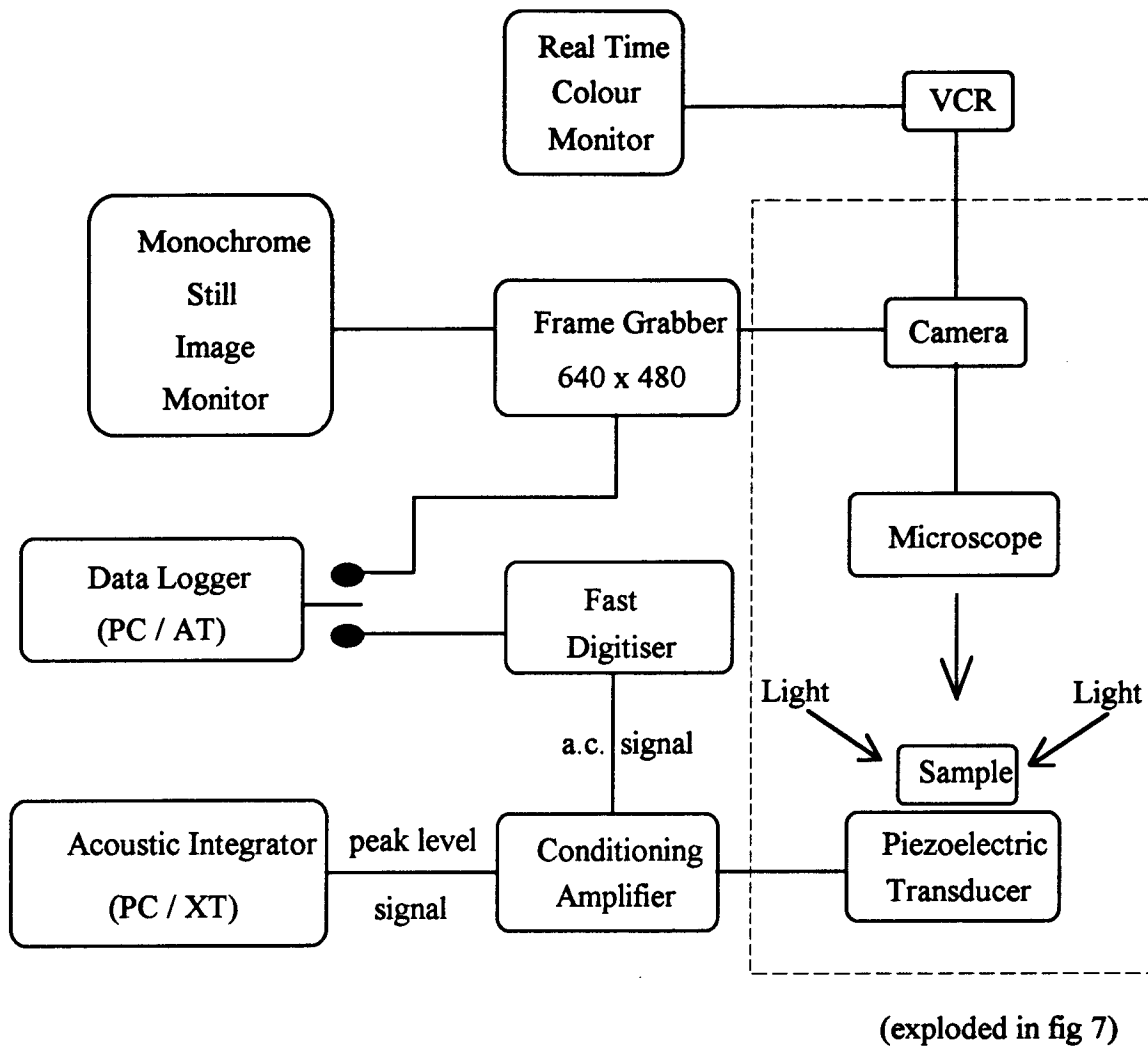 Real Time
Colour
Monitor
VCR
Monochrome
Still
Image
Monitor
Frame Grabber
640 x 480
Camera
Microscope
Data Logger
(PC / AT)
Fast
Digitiser
Light
Light
a.c. signal
Sample
Acoustic Integrator
(PC / XT)
peak level
signal
Conditioning
Amplifier
Piezoelectric
Transducer
(exploded in fig 7)